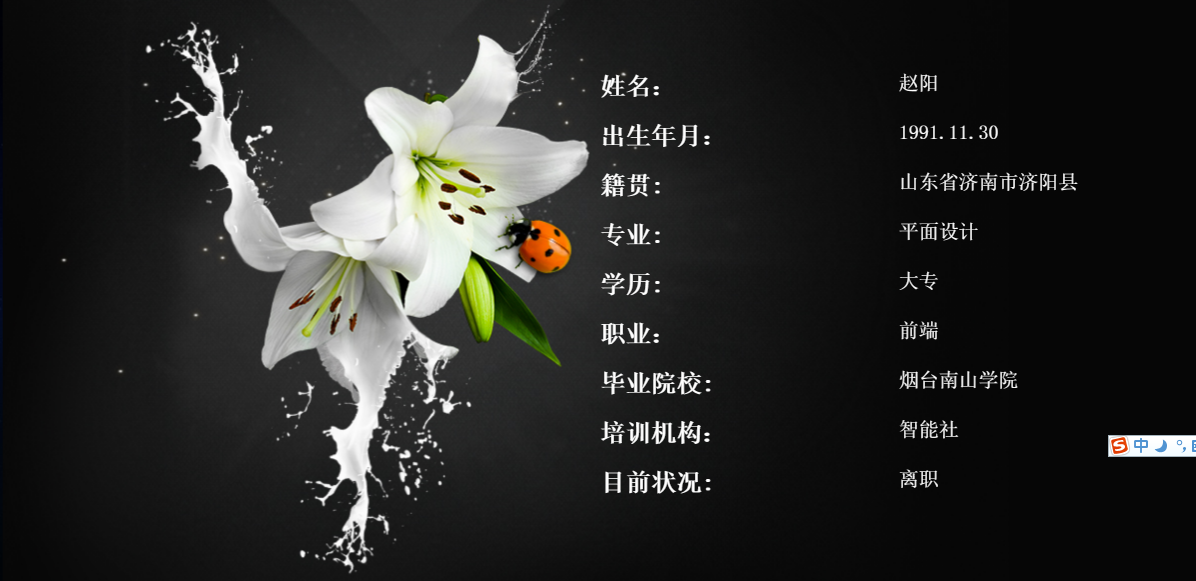 姓名: 赵阳
出生年月: 1991.11.30
籍贯: 山东省济南市济阳县
专业: 平面设计
学历: 大专
职业: 前端
毕业院校: 烟台南山学院
培训机构: 智能社
目前状况: 离职
中